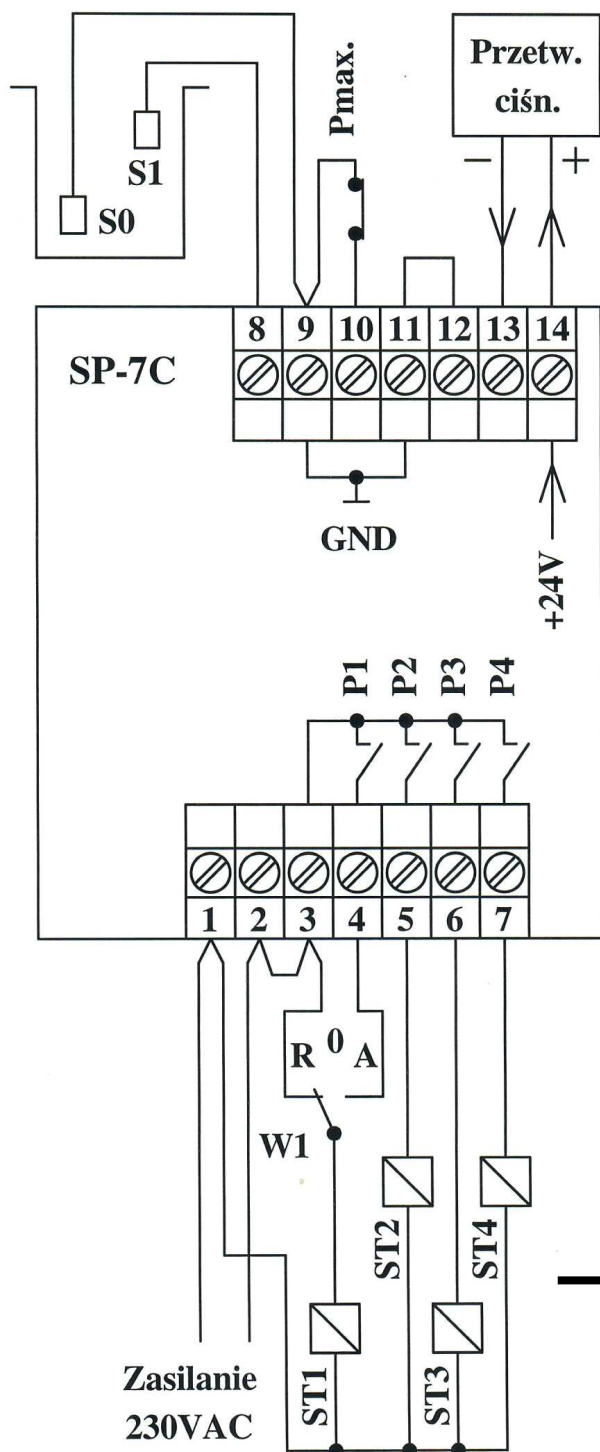 Przetw.
ciśn.
Pmax.
S1
S0
− +
8 9 10 11 12 13 14
SP-7C
GND
+24V
P1 P2 P3 P4
1 2 3 4 5 6 7
R 0 A
W1
ST2 ST4
ST1 ST3
Zasilanie
230VAC